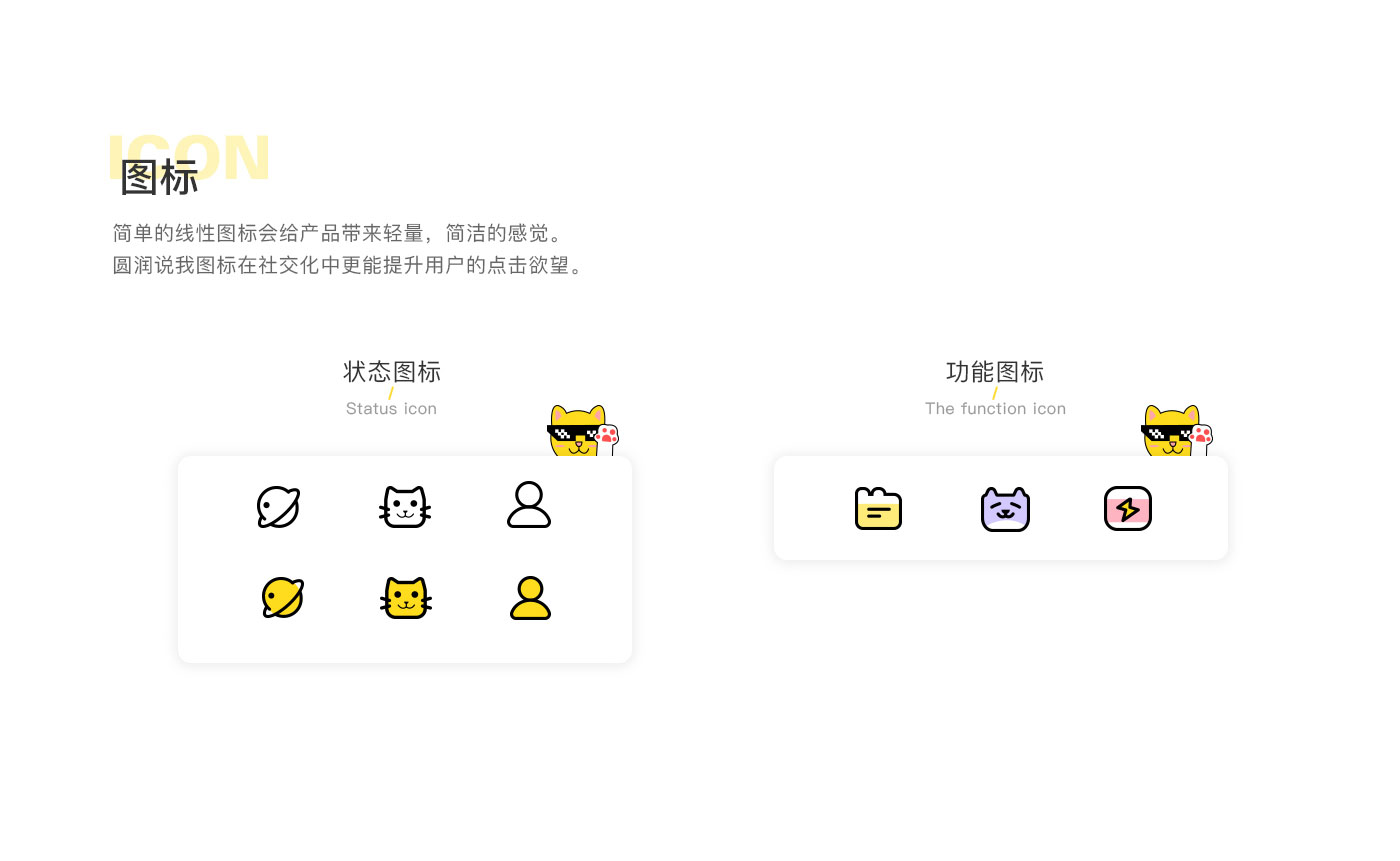 ICON
图标
简单的线性图标会给产品带来轻量，简洁的感觉。
圆润说我图标在社交化中更能提升用户的点击欲望。
状态图标
Status icon
功能图标
The function icon